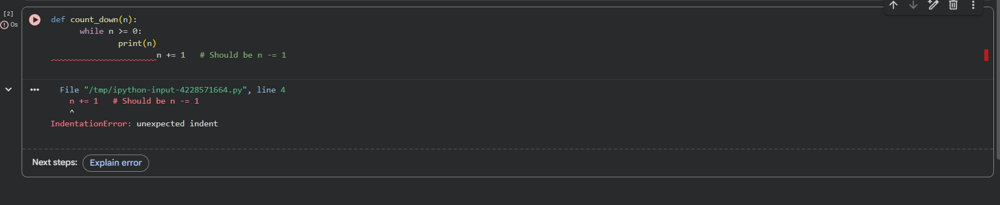 [2]
0s
def count_down(n):
      while n >= 0:
              print(n)
                      n += 1   # Should be n -= 1
File "/tmp/ipython-input-4228571664.py", line 4
    n += 1   # Should be n -= 1
    ^
IndentationError: unexpected indent
Next steps: Explain error